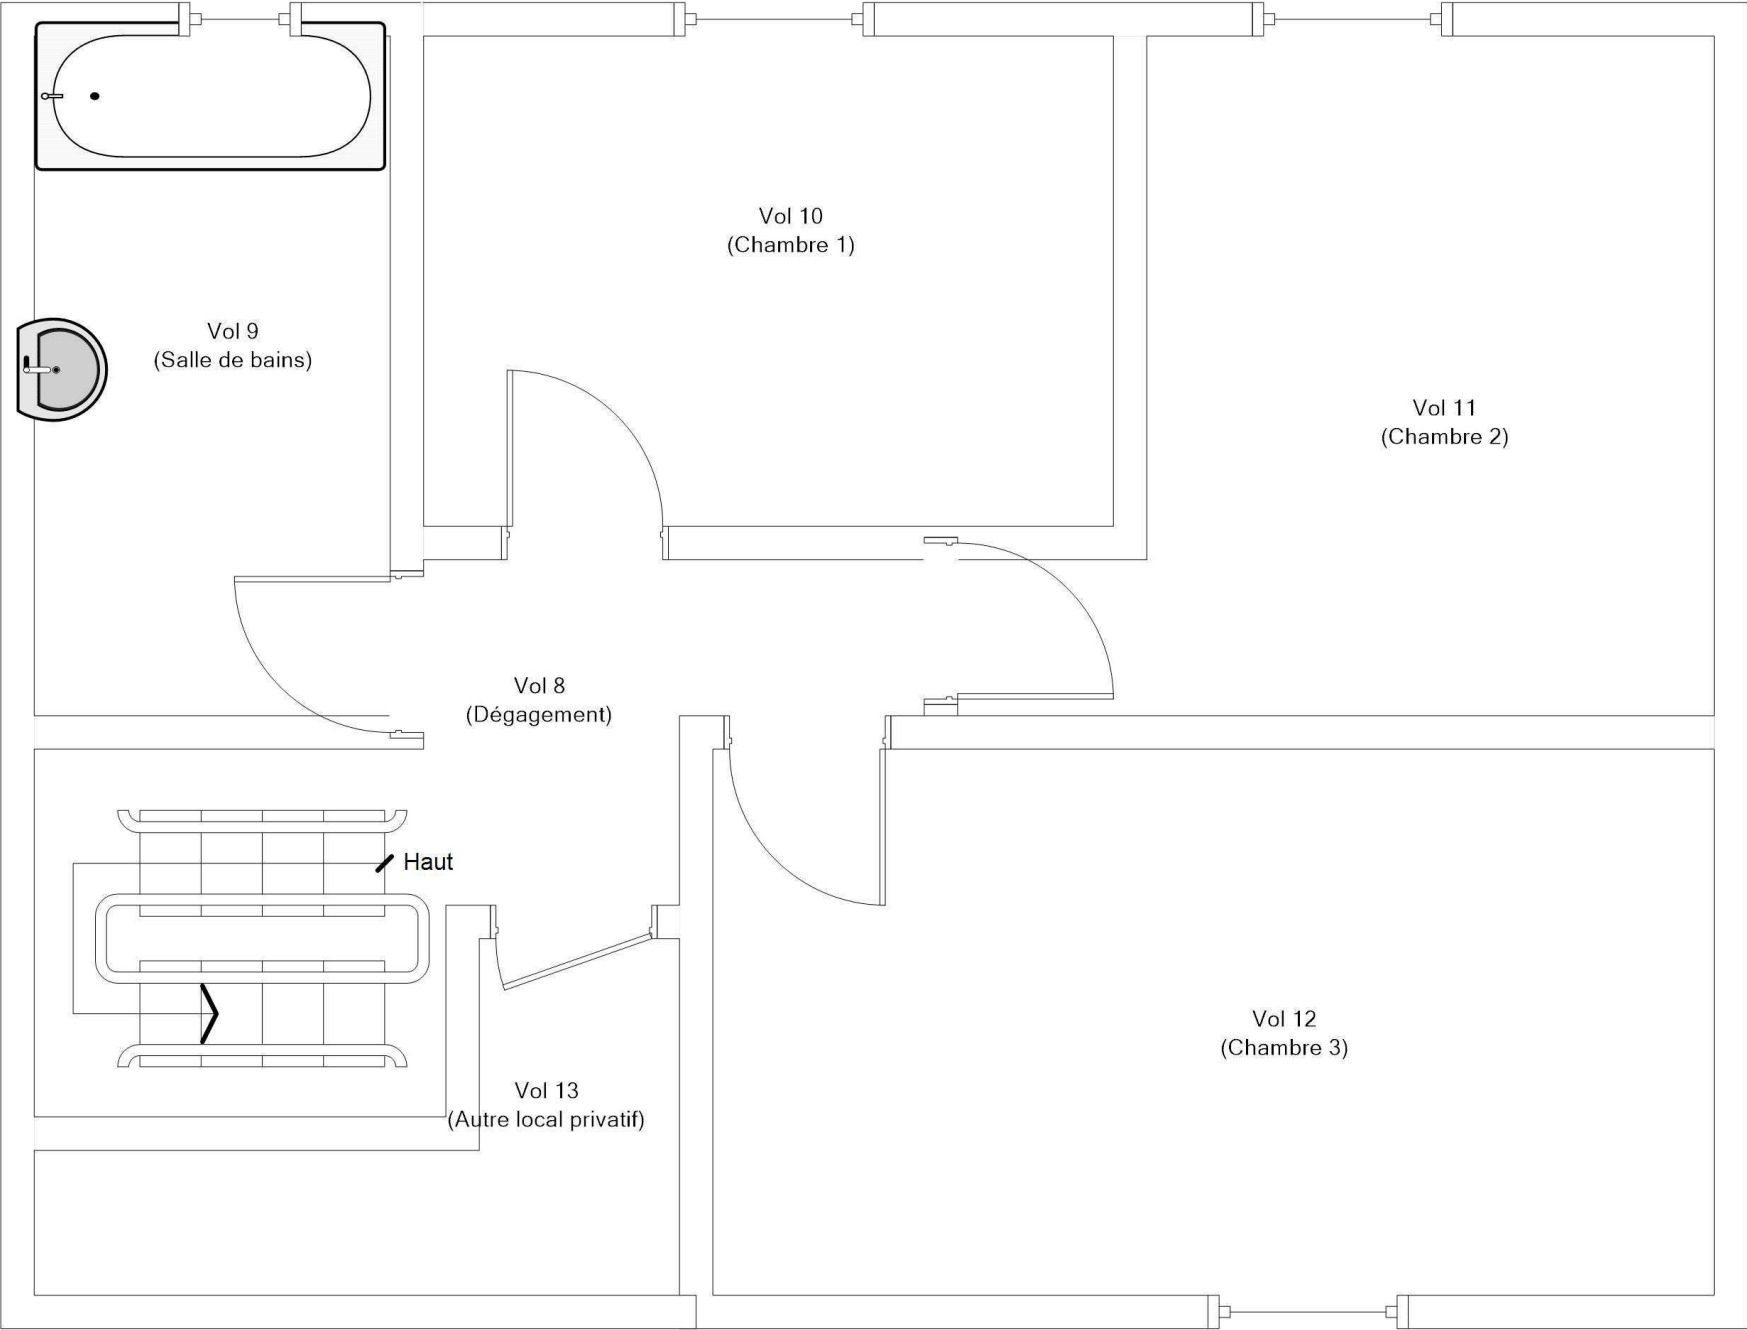 Vol 10
(Chambre 1)
Vol 9
(Salle de bains)
Vol 11
(Chambre 2)
Vol 8
(Dégagement)
Haut
Vol 12
(Chambre 3)
Vol 13
(Autre local privatif)